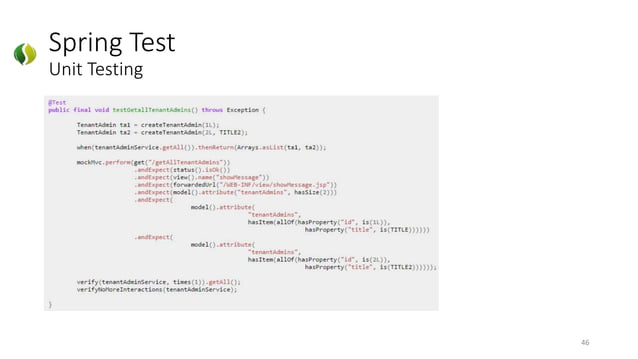 Spring Test
Unit Testing
@Test
public final void testGetallTenantAdmins() throws Exception {
TenantAdmin ta1 = createTenantAdmin(1L);
TenantAdmin ta2 = createTenantAdmin(2L, TITLE2);
when(tenantAdminService.getAll()).thenReturn(Arrays.asList(ta1, ta2));
mockMvc.perform(get("/getAllTenantAdmins"))
.andExpect(status().isOk())
.andExpect(view().name("showMessage"))
.andExpect(forwardedUrl("/WEB-INF/view/showMessage.jsp"))
.andExpect(model().attribute("tenantAdmins", hasSize(2)))
.andExpect(
model().attribute(
"tenantAdmins",
hasItem(allOf(hasProperty("id", is(1L)),
hasProperty("title", is(TITLE))))))
.andExpect(
model().attribute(
"tenantAdmins",
hasItem(allOf(hasProperty("id", is(2L)),
hasProperty("title", is(TITLE2))))));
verify(tenantAdminService, times(1)).getAll();
verifyNoMoreInteractions(tenantAdminService);
}
46